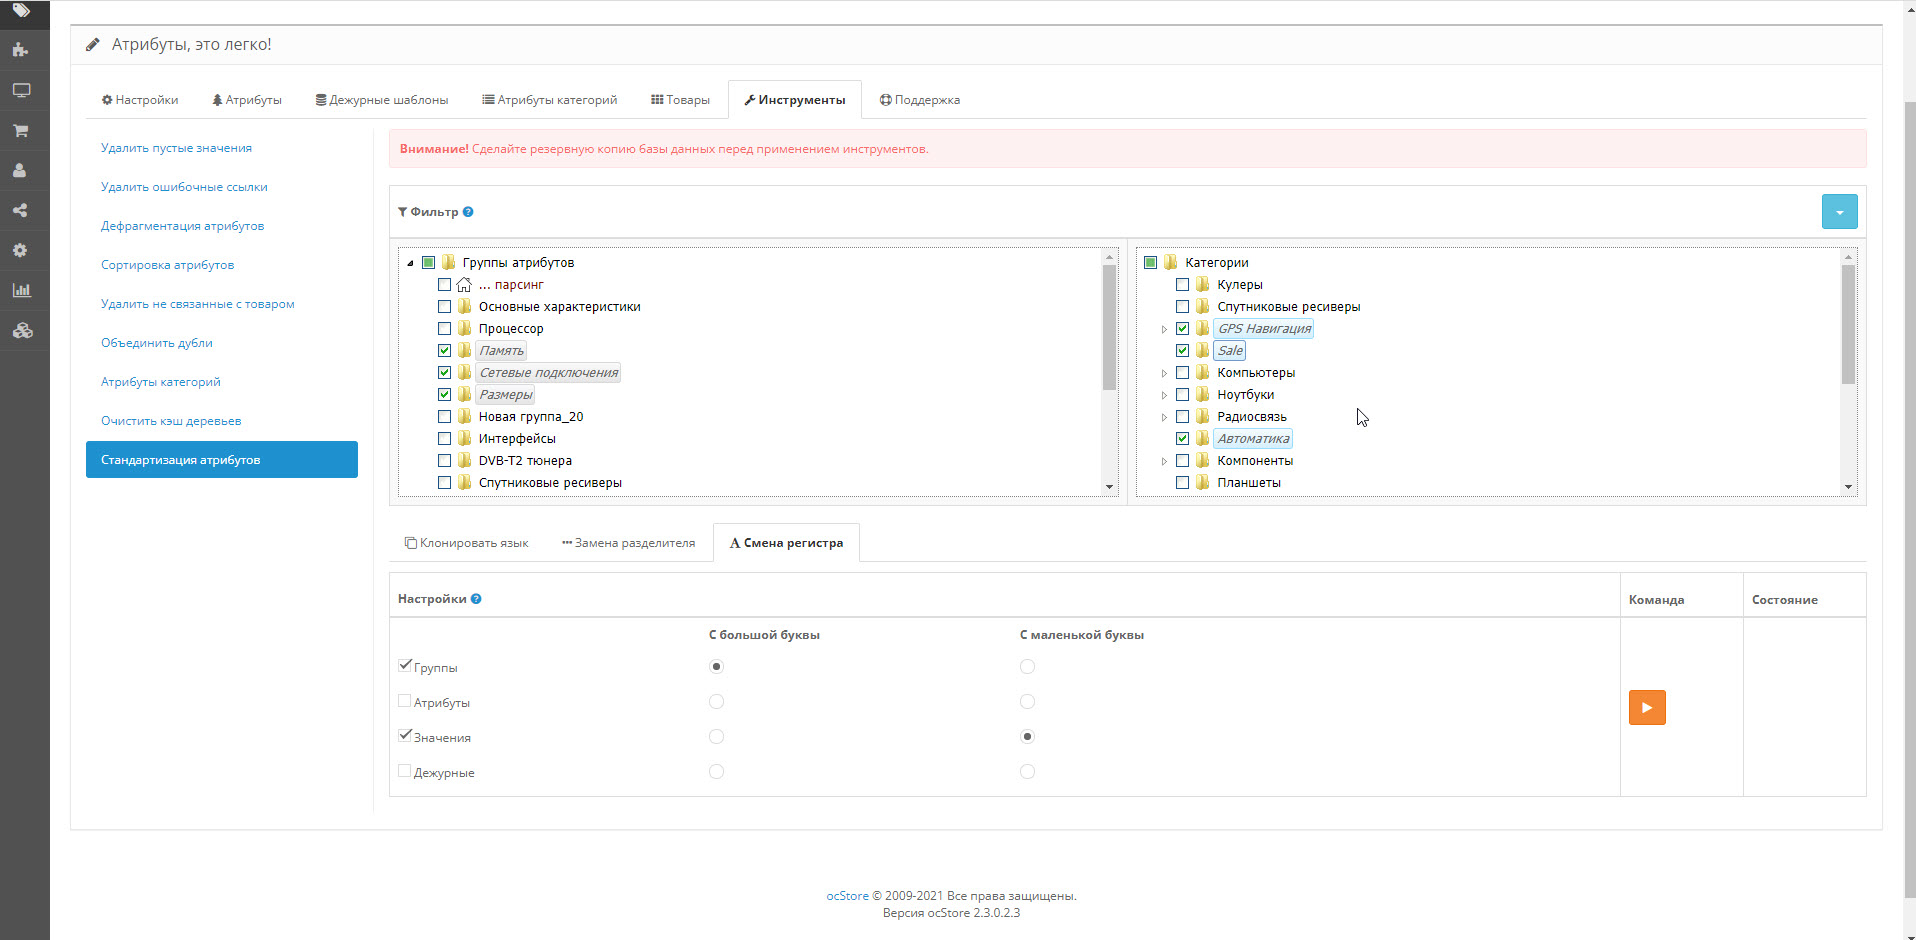 Атрибуты, это легко!
Настройки Атрибуты Дежурные шаблоны Атрибуты категорий Товары Инструменты Поддержка
Удалить пустые значения
Удалить ошибочные ссылки
Дефрагментация атрибутов
Сортировка атрибутов
Удалить не связанные с товаром
Объединить дубли
Атрибуты категорий
Очистить кэш деревьев
Стандартизация атрибутов
Внимание! Сделайте резервную копию базы данных перед применением инструментов.
Фильтр
Группы атрибутов
... парсинг
Основные характеристики
Процессор
Память
Сетевые подключения
Размеры
Новая группа_20
Интерфейсы
DVB-T2 тюнера
Спутниковые ресиверы
Категории
Кулеры
Спутниковые ресиверы
GPS Навигация
Sale
Компьютеры
Ноутбуки
Радиосвязь
Автоматика
Компоненты
Планшеты
Клонировать язык Замена разделителя Смена регистра
Настройки Команда Состояние
С большой буквы С маленькой буквы
Группы
Атрибуты
Значения
Дежурные
ocStore © 2009-2021 Все права защищены.
Версия ocStore 2.3.0.2.3